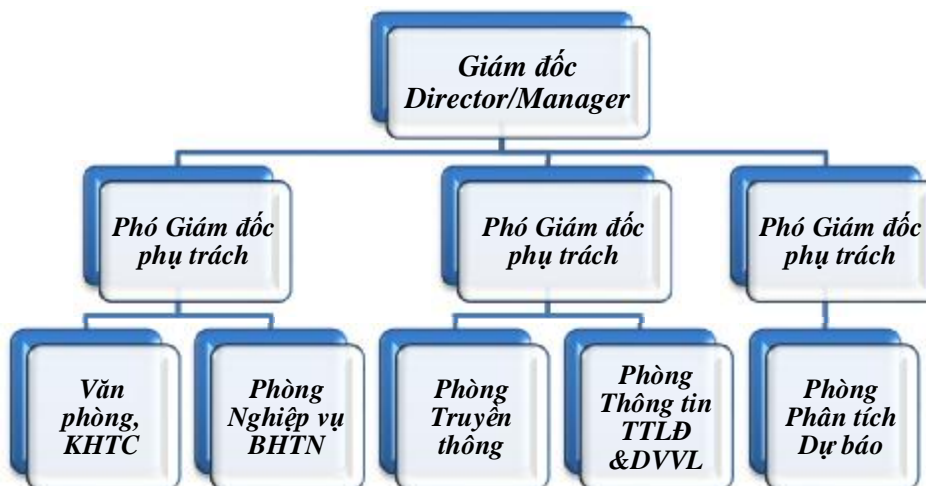 Giám đốc
Director/Manager
Phó Giám đốc
phụ trách
Phó Giám đốc
phụ trách
Phó Giám đốc
phụ trách
Văn
phòng,
KHTC
Phòng
Nghiệp vụ
BHTN
Phòng
Truyền
thông
Phòng
Thông tin
TTLĐ
&DVVL
Phòng
Phân tích
Dự báo